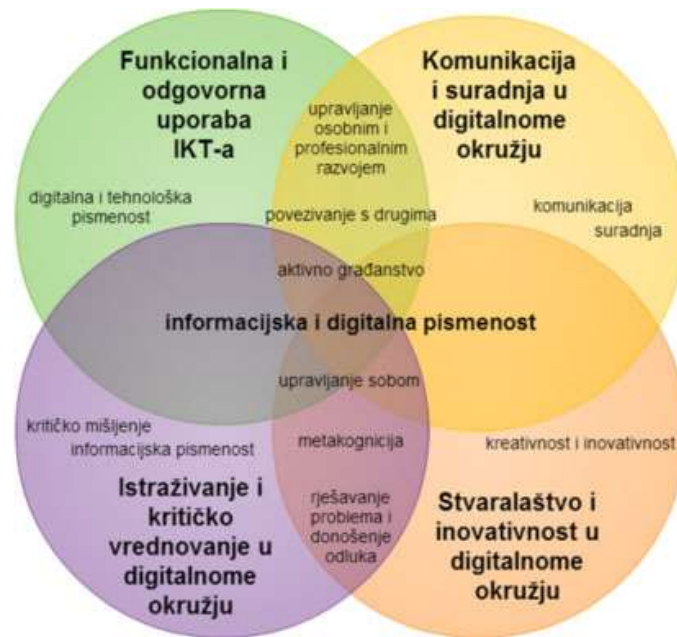 Funkcionalna i
odgovorna
uporaba
IKT-a
Komunikacija
i suradnja u
digitalnome
okružju
upravljanje
osobnim i
profesionalnim
razvojem
digitalna i tehnološka
pismenost
povezivanje s drugima
komunikacija
suradnja
aktivno građanstvo
informacijska i digitalna pismenost
upravljanje sobom
kritičko mišljenje
informacijska pismenost
metakognicija
kreativnost i inovativnost
rješavanje
problema i
donošenje
odluka
Istraživanje i
kritičko
vrednovanje u
digitalnome
okružju
Stvaralaštvo i
inovativnost u
digitalnome
okružju